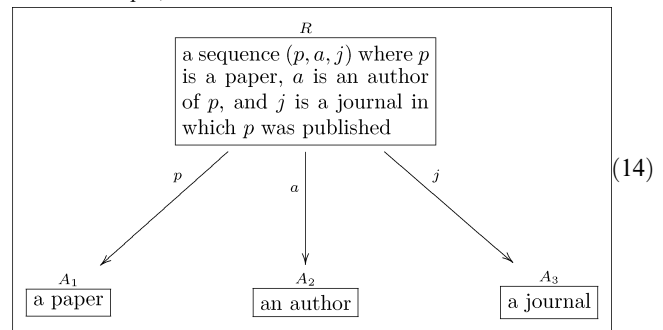 R
a sequence (p, a, j) where p
is a paper, a is an author
of p, and j is a journal in
which p was published
p
a
j
(14)
A₁
A₂
A₃
a paper
an author
a journal